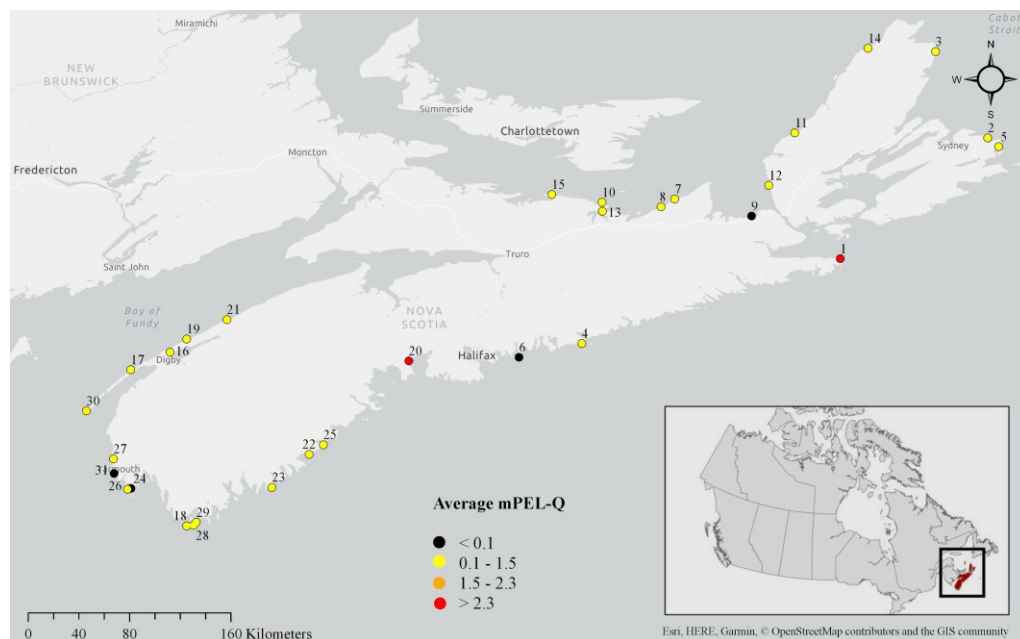 Miramichi
Cabot
Strait
14
3
NEW
BRUNSWICK
N
W
E
S
Summerside
11
2
Charlottetown
Sydney
5
Fredericton
Moncton
12
15
10
7
8
13
9
Truro
1
Saint John
Bay of
Fundy
21
NOVA
SCOTIA
19
4
16
Digby
20
Halifax
6
17
30
25
27
22
31
24
26
23
18
29
28
Average mPEL-Q
< 0.1
0.1 - 1.5
1.5 - 2.3
> 2.3
0 40 80 160 Kilometers
Esri, HERE, Garmin, © OpenStreetMap contributors and the GIS community